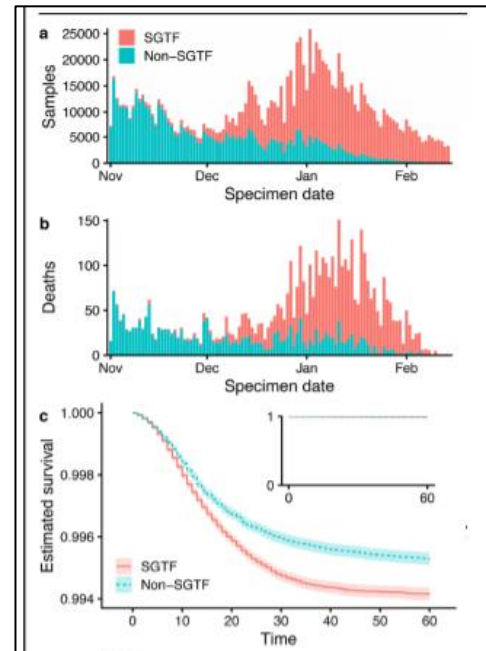 a
SGTF
Non-SGTF
25000
20000
15000
10000
5000
0
Samples
Nov Dec Jan Feb
Specimen date
b
150
100
50
0
Deaths
Nov Dec Jan Feb
Specimen date
c
1.000
0.998
0.996
0.994
Estimated survival
1
0
0 60
SGTF
Non-SGTF
0 10 20 30 40 50 60
Time